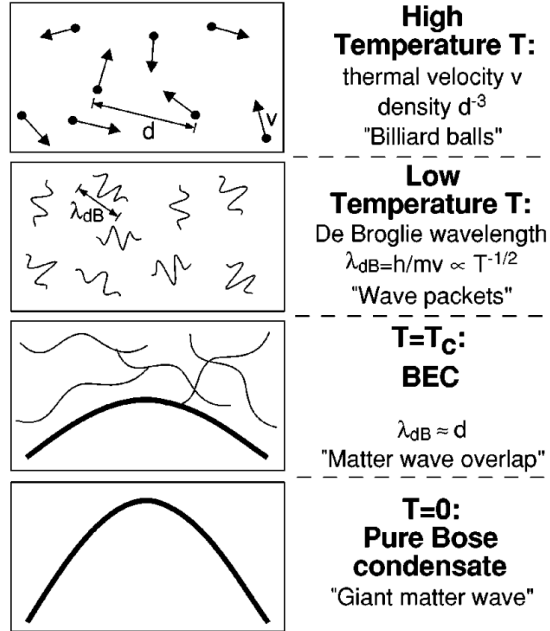 High
Temperature T:
thermal velocity v
density d⁻³
"Billiard balls"
d
v
Low
Temperature T:
De Broglie wavelength
λdB=h/mv ∝ T⁻¹/²
"Wave packets"
λdB
T=TC:
BEC
λdB ≈ d
"Matter wave overlap"
T=0:
Pure Bose
condensate
"Giant matter wave"